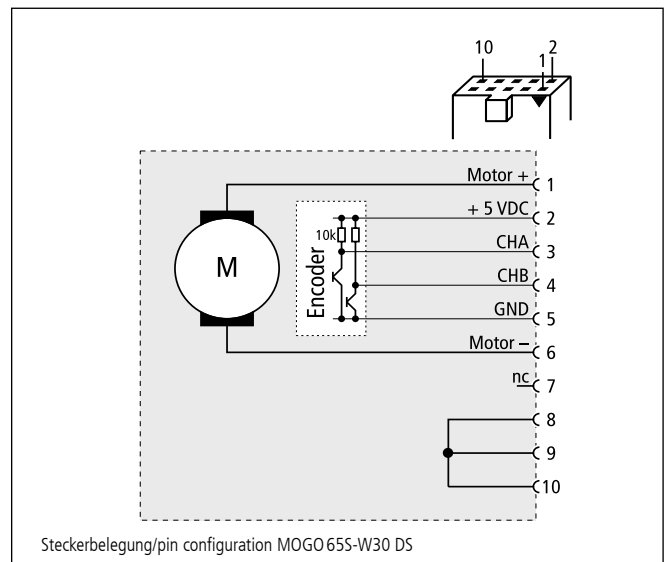 10
2
1
Motor + 1
+ 5 VDC 2
10k
CHA 3
M
Encoder
CHB 4
GND 5
Motor – 6
nc 7
8
9
10
Steckerbelegung/pin configuration MOGO 65S-W30 DS